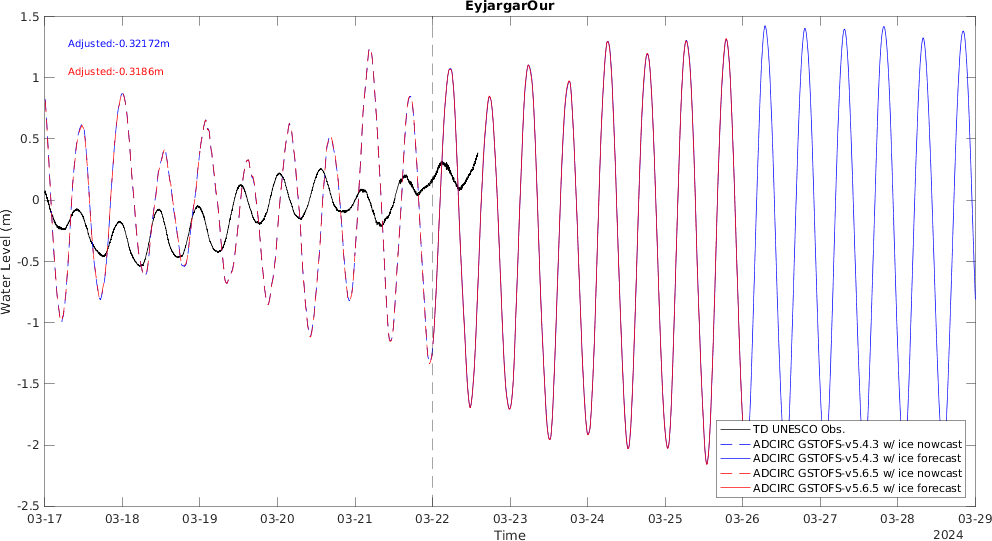 EyjargarOur
Adjusted:-0.32172m
Adjusted:-0.3186m
Water Level (m)
1.5
1
0.5
0
-0.5
-1
-1.5
-2
-2.5
TD UNESCO Obs.
ADCIRC GSTOFS-v5.4.3 w/ ice nowcast
ADCIRC GSTOFS-v5.4.3 w/ ice forecast
ADCIRC GSTOFS-v5.6.5 w/ ice nowcast
ADCIRC GSTOFS-v5.6.5 w/ ice forecast
03-17 03-18 03-19 03-20 03-21 03-22 03-23 03-24 03-25 03-26 03-27 03-28 03-29
Time
2024